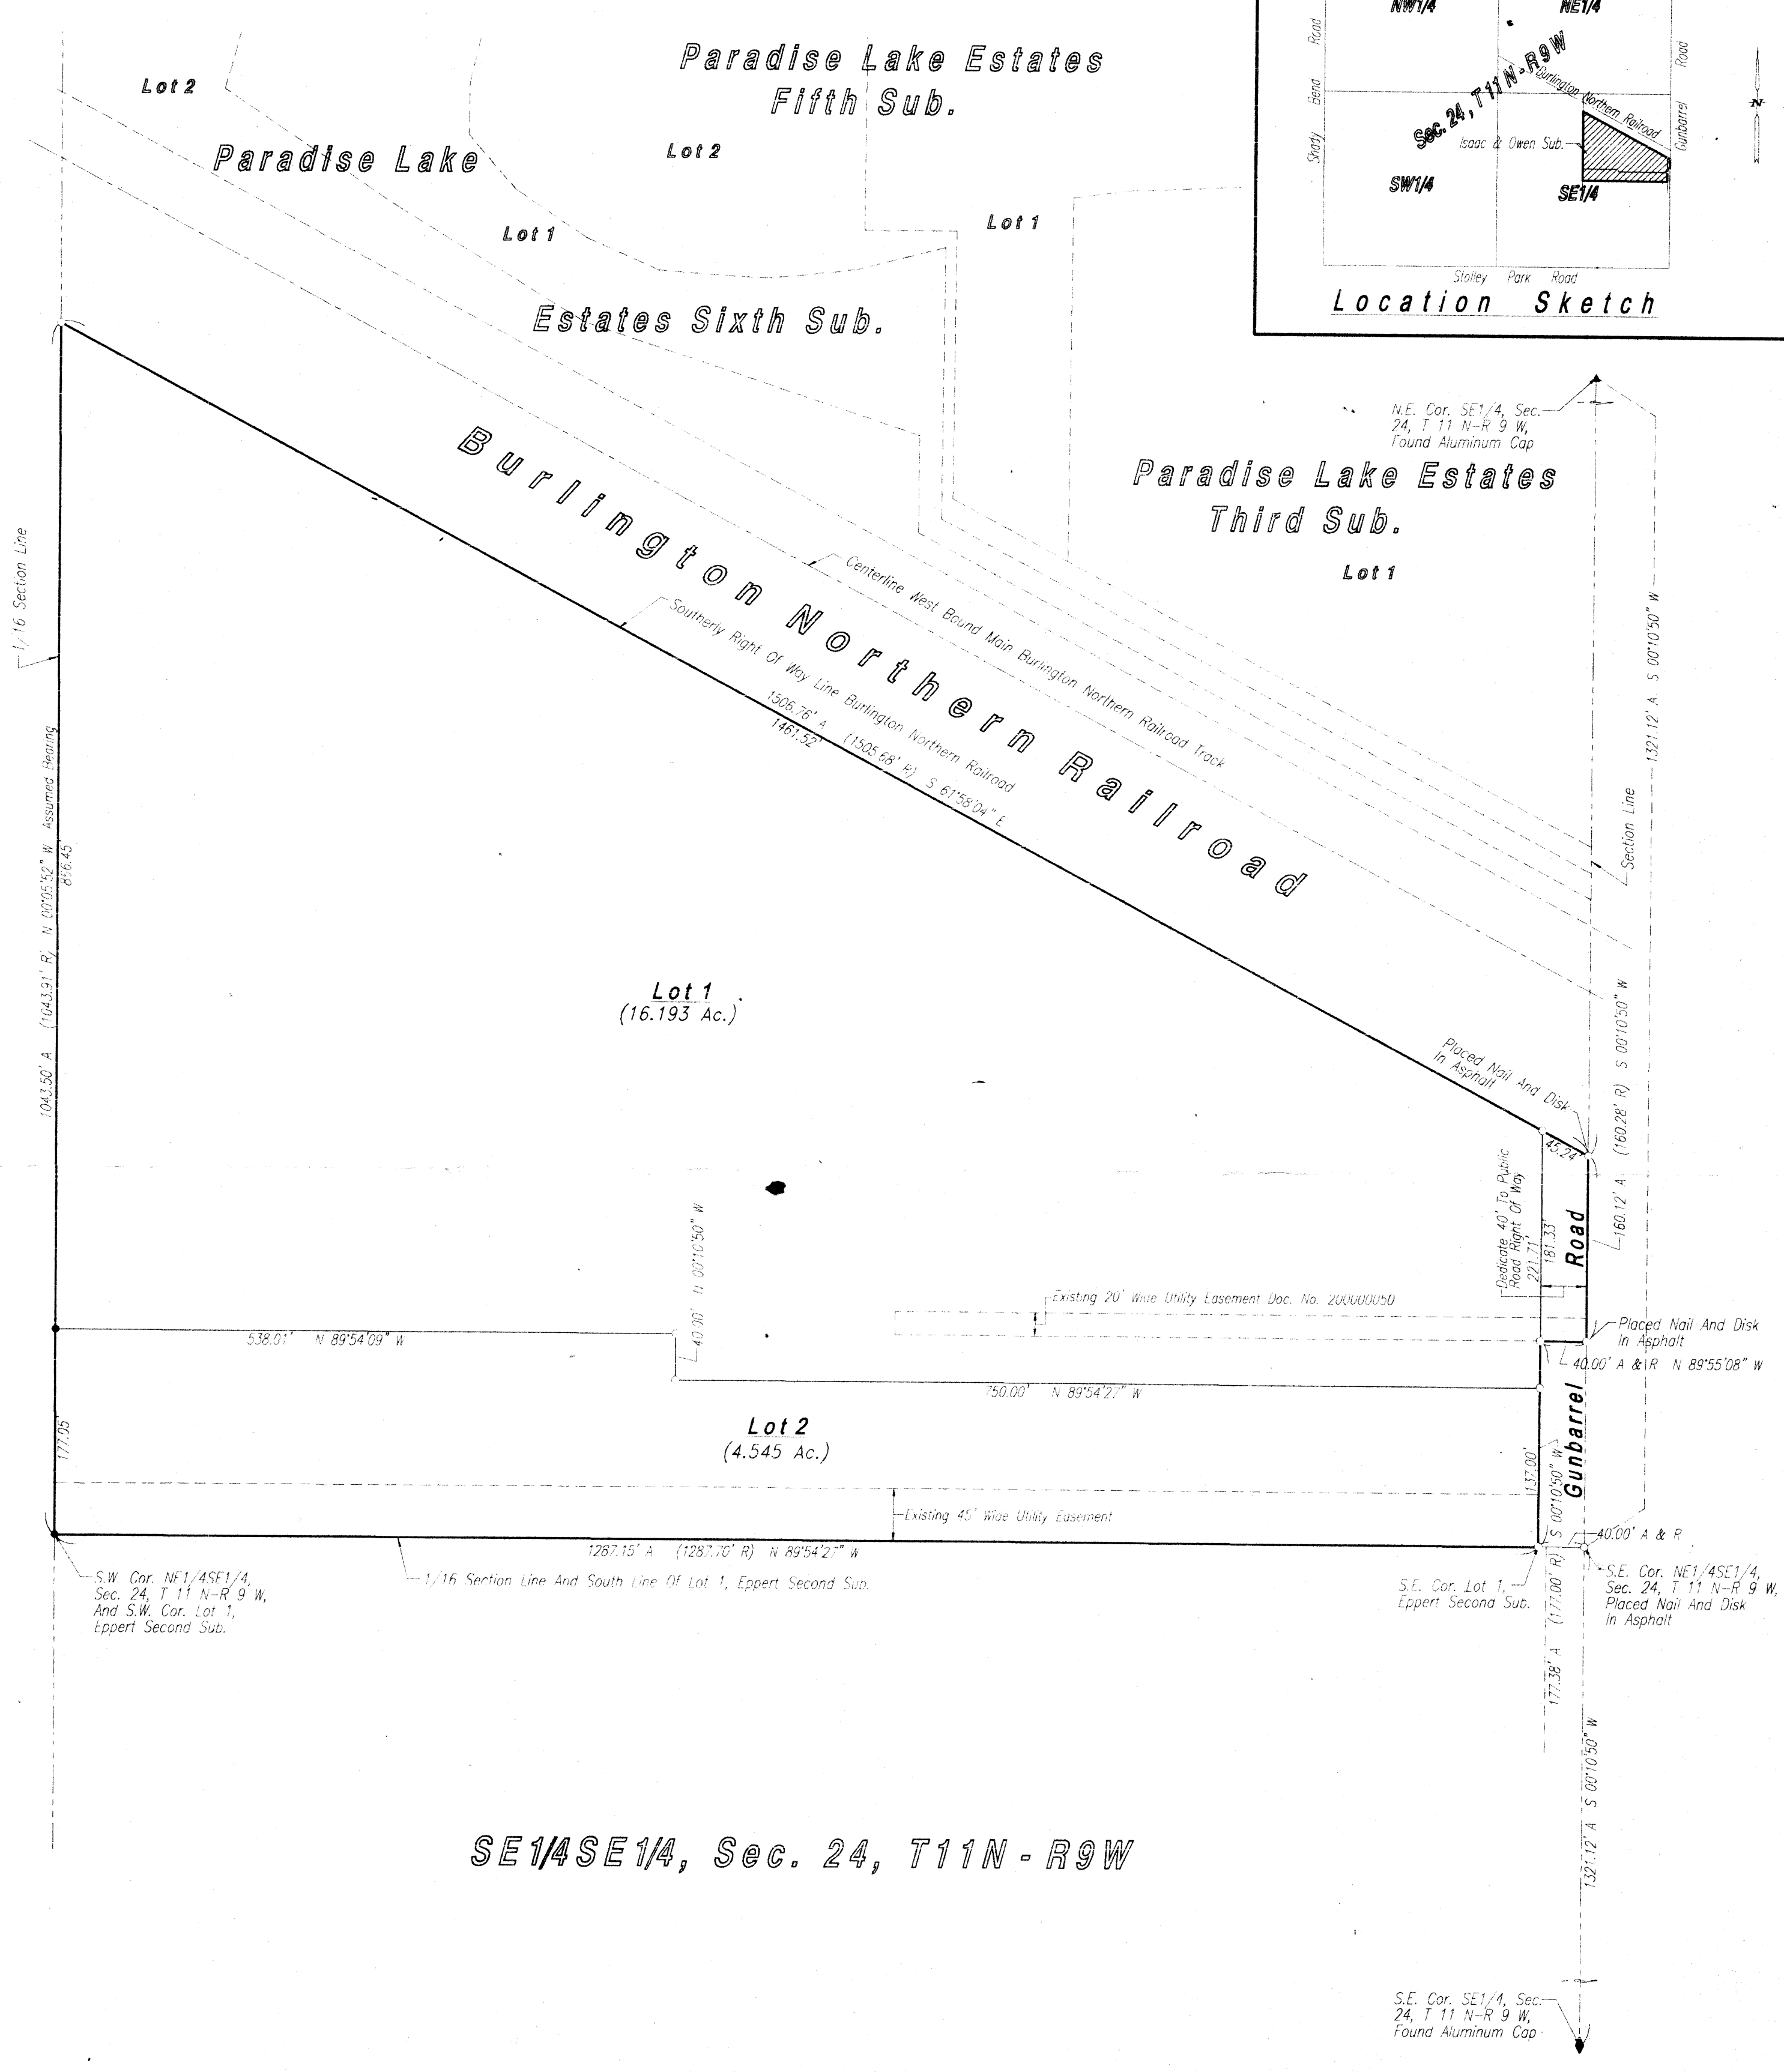 Paradise Lake Estates
Fifth Sub.
Lot 2
Lot 2
Paradise Lake
Lot 1
Lot 1
Estates Sixth Sub.
NW1/4
NE1/4
Shady Bend Road
Sec. 24, T11N-R9W
Burlington Northern Railroad
Gunbarrel Road
N
Isaac & Owen Sub.
SW1/4
SE1/4
Stolley Park Road
Location Sketch
N.E. Cor. SE1/4, Sec.
24, T 11 N-R 9 W,
Found Aluminum Cap
Paradise Lake Estates
Third Sub.
Lot 1
Burlington Northern Railroad
Centerline West Bound Main Burlington Northern Railroad Track
Southerly Right Of Way Line Burlington Northern Railroad
1506.76' A (1505.68' R) S 61°58'04" E
1461.52'
1/16 Section Line
1043.50' A (1043.91' R) N 00°05'52" W Assumed Bearing
856.45'
1321.12' A S 00°10'50" W
Section Line
160.12' A (160.28' R) S 00°10'50" W
Lot 1
(16.193 Ac.)
Placed Nail And Disk
In Asphalt
45.24'
Dedicate 40' To Public
Road Right Of Way
221.71'
181.33'
Gunbarrel Road
40.00' N 00°10'50" W
Existing 20' Wide Utility Easement Doc. No. 200000050
Placed Nail And Disk
In Asphalt
40.00' A & R N 89°55'08" W
538.01' N 89°54'09" W
750.00' N 89°54'27" W
177.05'
Lot 2
(4.545 Ac.)
137.00'
177.38' A (177.00' R) S 00°10'50" W
Existing 45' Wide Utility Easement
40.00' A & R
1287.15' A (1287.70' R) N 89°54'27" W
1/16 Section Line And South Line Of Lot 1, Eppert Second Sub.
S.W. Cor. NE1/4SE1/4,
Sec. 24, T 11 N-R 9 W,
And S.W. Cor. Lot 1,
Eppert Second Sub.
S.E. Cor. Lot 1,
Eppert Second Sub.
S.E. Cor. NE1/4SE1/4,
Sec. 24, T 11 N-R 9 W,
Placed Nail And Disk
In Asphalt
1321.12' A S 00°10'50" W
SE1/4SE1/4, Sec. 24, T11N-R9W
S.E. Cor. SE1/4, Sec.
24, T 11 N-R 9 W,
Found Aluminum Cap